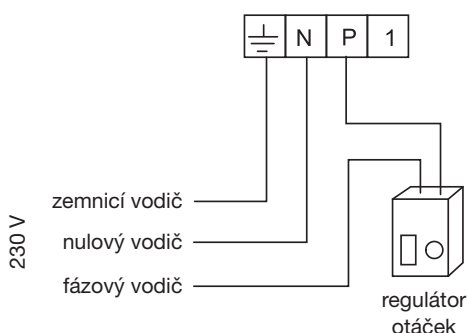 N P 1
zemnicí vodič
nulový vodič
fázový vodič
230 V
regulátor
otáček